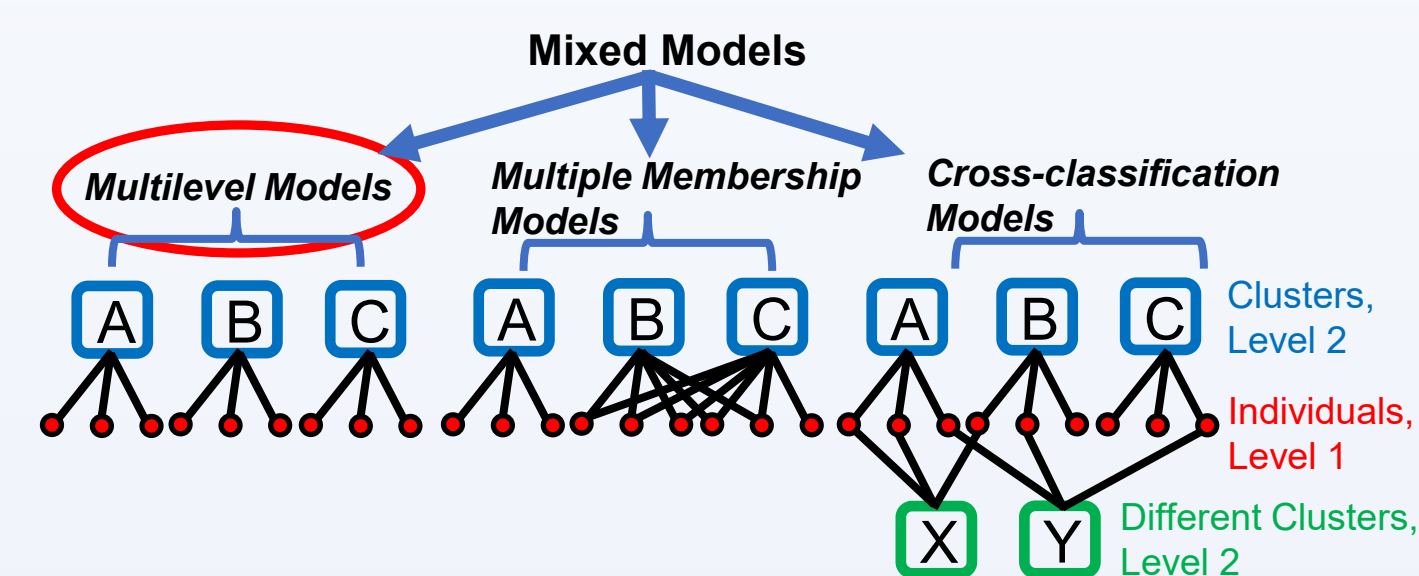 Mixed Models
Multilevel Models
Multiple Membership
Models
Cross-classification
Models
A
B
C
A
B
C
A
B
C
Clusters,
Level 2
Individuals,
Level 1
X
Y
Different Clusters,
Level 2